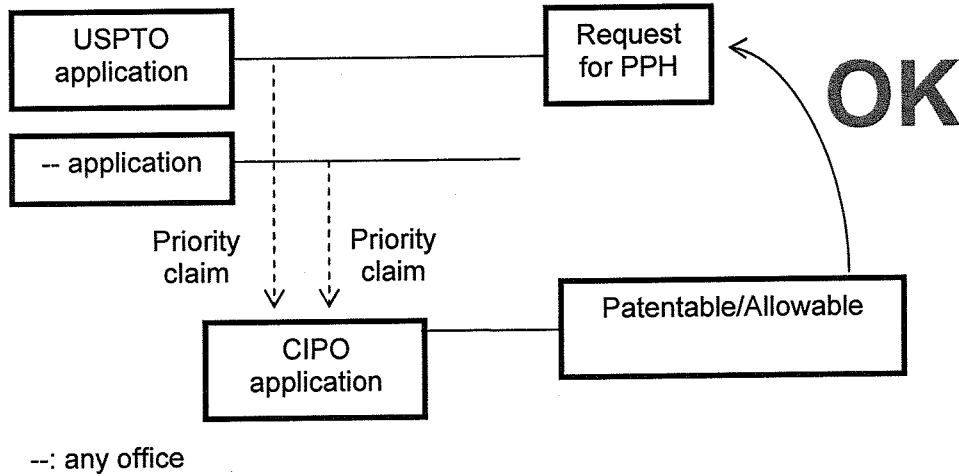 USPTO
application
Request
for PPH
OK
-- application
Priority
claim
Priority
claim
Patentable/Allowable
CIPO
application
--: any office